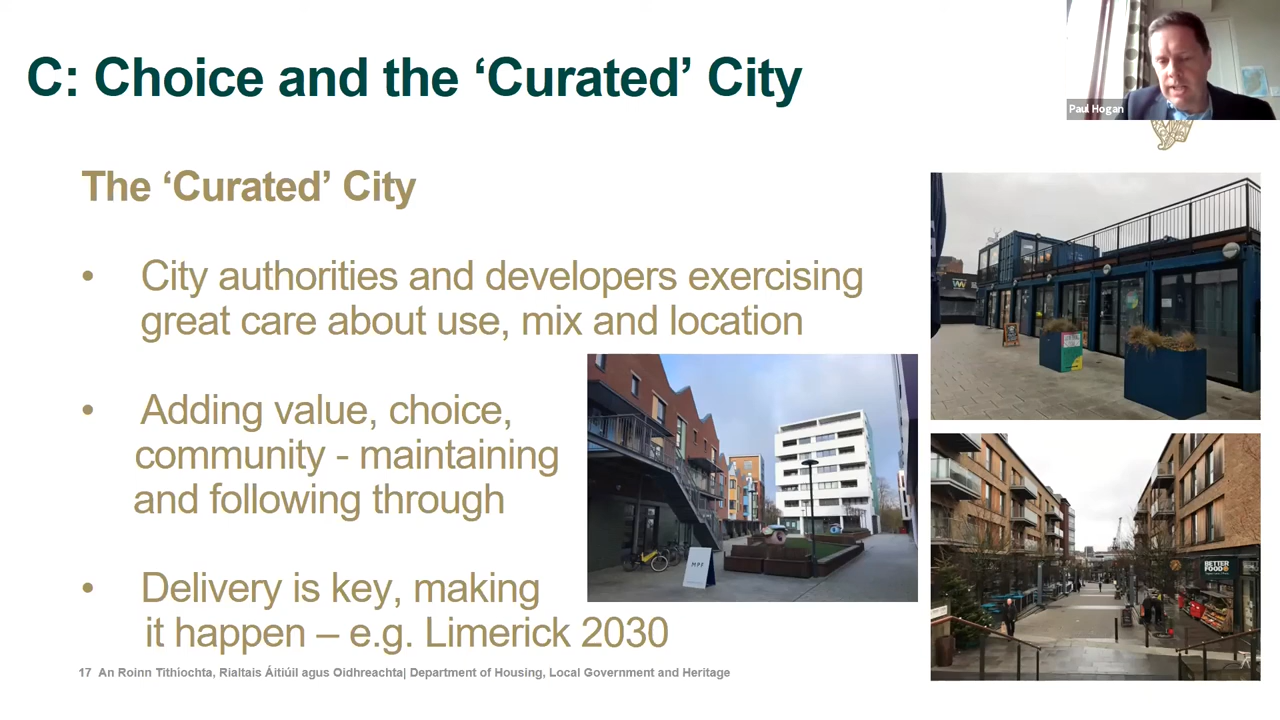 C: Choice and the ‘Curated’ City
Paul Hogan
The ‘Curated’ City
• City authorities and developers exercising
great care about use, mix and location
• Adding value, choice,
community - maintaining
and following through
• Delivery is key, making
it happen – e.g. Limerick 2030
MPF
BETTER
FOOD
17 An Roinn Tithíochta, Rialtais Áitiúil agus Oidhreachta| Department of Housing, Local Government and Heritage